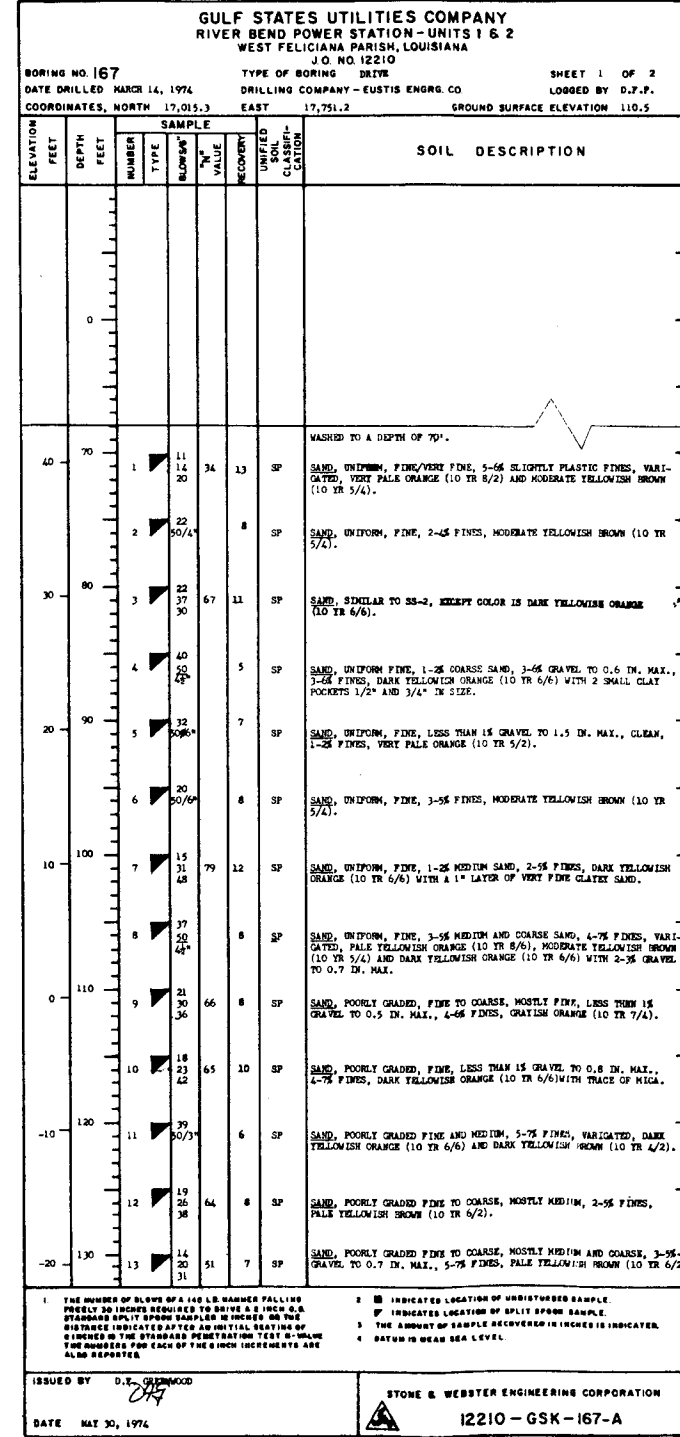 GULF STATES UTILITIES COMPANY
RIVER BEND POWER STATION - UNITS 1 & 2
WEST FELICIANA PARISH, LOUISIANA
J.O. NO. 12210
BORING NO. 167 TYPE OF BORING DRIVE SHEET 1 OF 2
DATE DRILLED MARCH 14, 1974 DRILLING COMPANY - EUSTIS ENGRG. CO LOGGED BY D.F.P.
COORDINATES, NORTH 17,015.3 EAST 17,751.2 GROUND SURFACE ELEVATION 110.5
ELEVATION FEET
DEPTH FEET
SAMPLE
NUMBER
TYPE
BLOWS/6"
"N" VALUE
RECOVERY
UNIFIED SOIL CLASSIFI-CATION
SOIL DESCRIPTION
0
WASHED TO A DEPTH OF 70'.
40 70 1 11 14 20 34 13 SP SAND, UNIFORM, FINE/VERY FINE, 5-6% SLIGHTLY PLASTIC FINES, VARI-
GATED, VERY PALE ORANGE (10 YR 8/2) AND MODERATE YELLOWISH BROWN
(10 YR 5/4).
2 22 50/4" 8 SP SAND, UNIFORM, FINE, 2-4% FINES, MODERATE YELLOWISH BROWN (10 YR
5/4).
30 80 3 22 37 30 67 11 SP SAND, SIMILAR TO SS-2, EXCEPT COLOR IS DARK YELLOWISH ORANGE
(10 YR 6/6).
4 40 50 4½" 5 SP SAND, UNIFORM FINE, 1-2% COARSE SAND, 3-6% GRAVEL TO 0.6 IN. MAX.,
3-6% FINES, DARK YELLOWISH ORANGE (10 YR 6/6) WITH 2 SMALL CLAY
POCKETS 1/2" AND 3/4" IN SIZE.
20 90 5 32 50/6" 7 SP SAND, UNIFORM, FINE, LESS THAN 1% GRAVEL TO 1.5 IN. MAX., CLEAN,
1-2% FINES, VERY PALE ORANGE (10 YR 5/2).
6 20 50/6" 8 SP SAND, UNIFORM, FINE, 3-5% FINES, MODERATE YELLOWISH BROWN (10 YR
5/4).
10 100 7 15 31 48 79 12 SP SAND, UNIFORM, FINE, 1-2% MEDIUM SAND, 2-5% FINES, DARK YELLOWISH
ORANGE (10 YR 6/6) WITH A 1" LAYER OF VERY FINE CLAYEY SAND.
8 37 50 4½" 8 SP SAND, UNIFORM, FINE, 3-5% MEDIUM AND COARSE SAND, 4-7% FINES, VARI-
GATED, PALE YELLOWISH ORANGE (10 YR 8/6), MODERATE YELLOWISH BROWN
(10 YR 5/4) AND DARK YELLOWISH ORANGE (10 YR 6/6) WITH 2-3% GRAVEL
TO 0.7 IN. MAX.
0 110 9 21 30 36 66 8 SP SAND, POORLY GRADED, FINE TO COARSE, MOSTLY FINE, LESS THEN 1%
GRAVEL TO 0.5 IN. MAX., 4-6% FINES, GRAYISH ORANGE (10 YR 7/4).
10 18 23 42 65 10 SP SAND, POORLY GRADED, FINE, LESS THAN 1% GRAVEL TO 0.8 IN. MAX.,
4-7% FINES, DARK YELLOWISH ORANGE (10 YR 6/6)WITH TRACE OF MICA.
-10 120 11 39 50/3" 6 SP SAND, POORLY GRADED FINE AND MEDIUM, 5-7% FINES, VARIGATED, DARK
YELLOWISH ORANGE (10 YR 6/6) AND DARK YELLOWISH BROWN (10 YR 4/2).
12 19 26 38 64 8 SP SAND, POORLY GRADED FINE TO COARSE, MOSTLY MEDIUM, 2-5% FINES,
PALE YELLOWISH BROWN (10 YR 6/2).
-20 130 13 14 20 31 51 7 SP SAND, POORLY GRADED FINE TO COARSE, MOSTLY MEDIUM AND COARSE, 3-5%
GRAVEL TO 0.7 IN. MAX., 5-7% FINES, PALE YELLOWISH BROWN (10 YR 6/2
1 THE NUMBER OF BLOWS OF A 140 LB. HAMMER FALLING
FREELY 30 INCHES REQUIRED TO DRIVE A 2 INCH O.D.
STANDARD SPLIT SPOON SAMPLER 12 INCHES OR THE
DISTANCE INDICATED AFTER AN INITIAL SEATING OF
6 INCHES IS THE STANDARD PENETRATION TEST N-VALUE
THE NUMBERS FOR EACH OF THE 6 INCH INCREMENTS ARE
ALSO REPORTED.
2 INDICATES LOCATION OF UNDISTURBED SAMPLE.
INDICATES LOCATION OF SPLIT SPOON SAMPLE.
3 THE AMOUNT OF SAMPLE RECOVERED IN INCHES IS INDICATED.
4 DATUM IS MEAN SEA LEVEL.
ISSUED BY GREENWOOD
DATE MAY 30, 1974
STONE & WEBSTER ENGINEERING CORPORATION
12210 - GSK - 167 - A